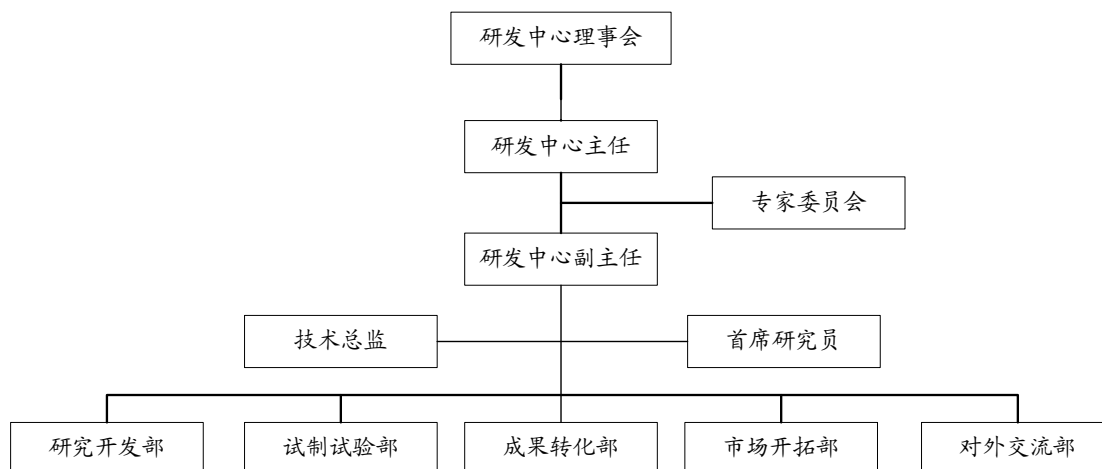 研发中心理事会
研发中心主任
专家委员会
研发中心副主任
技术总监
首席研究员
研究开发部
试制试验部
成果转化部
市场开拓部
对外交流部